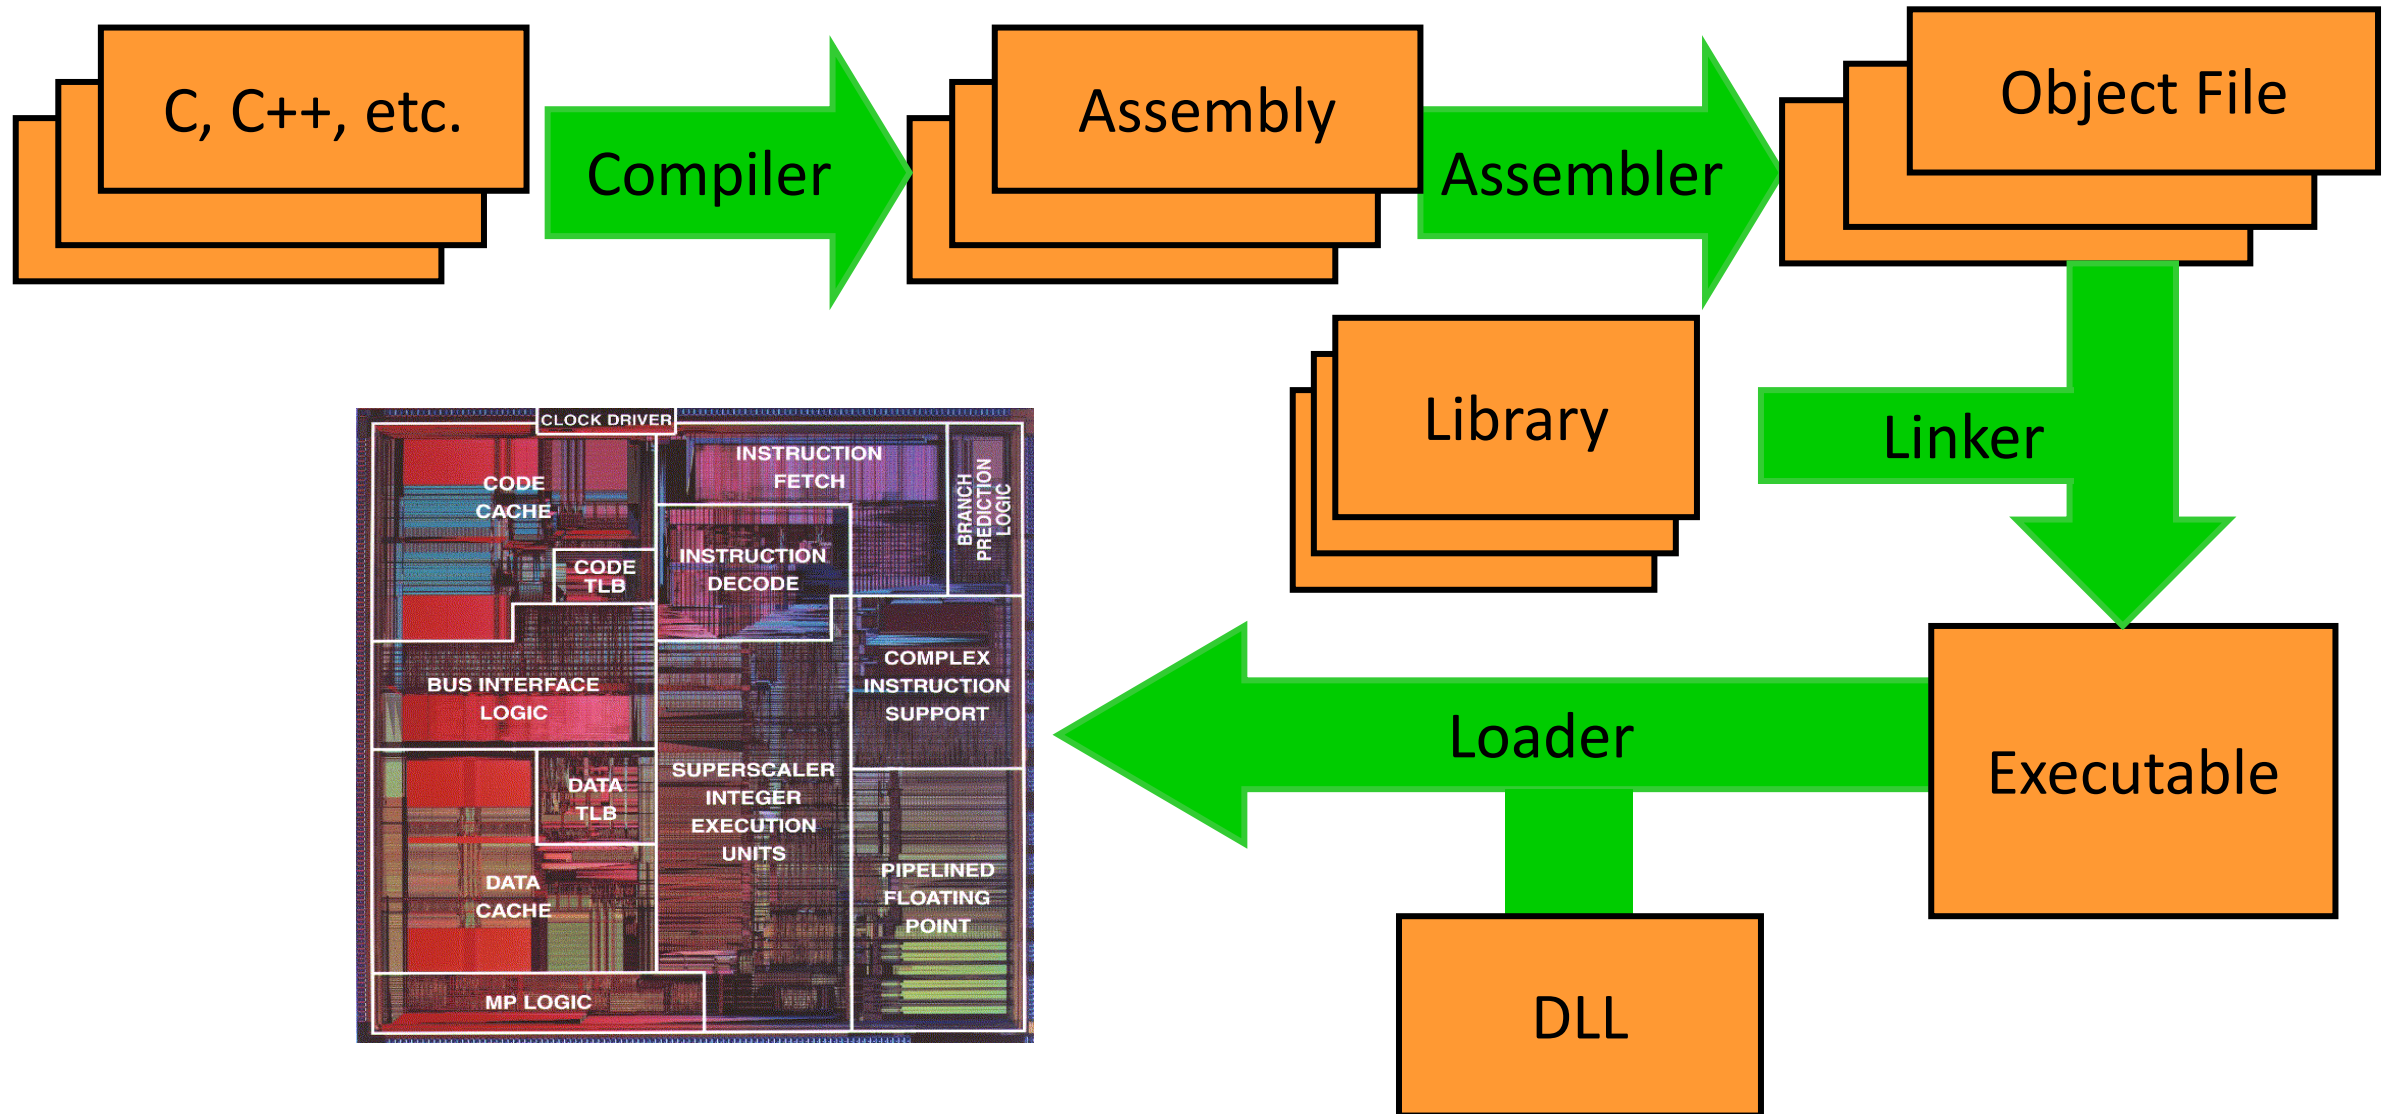 C, C++, etc.
Compiler
Assembly
Assembler
Object File
Library
Linker
Executable
Loader
DLL
CLOCK DRIVER
CODE
CACHE
INSTRUCTION
FETCH
BRANCH
PREDICTION
LOGIC
CODE
TLB
INSTRUCTION
DECODE
BUS INTERFACE
LOGIC
COMPLEX
INSTRUCTION
SUPPORT
DATA
TLB
SUPERSCALER
INTEGER
EXECUTION
UNITS
DATA
CACHE
PIPELINED
FLOATING
POINT
MP LOGIC